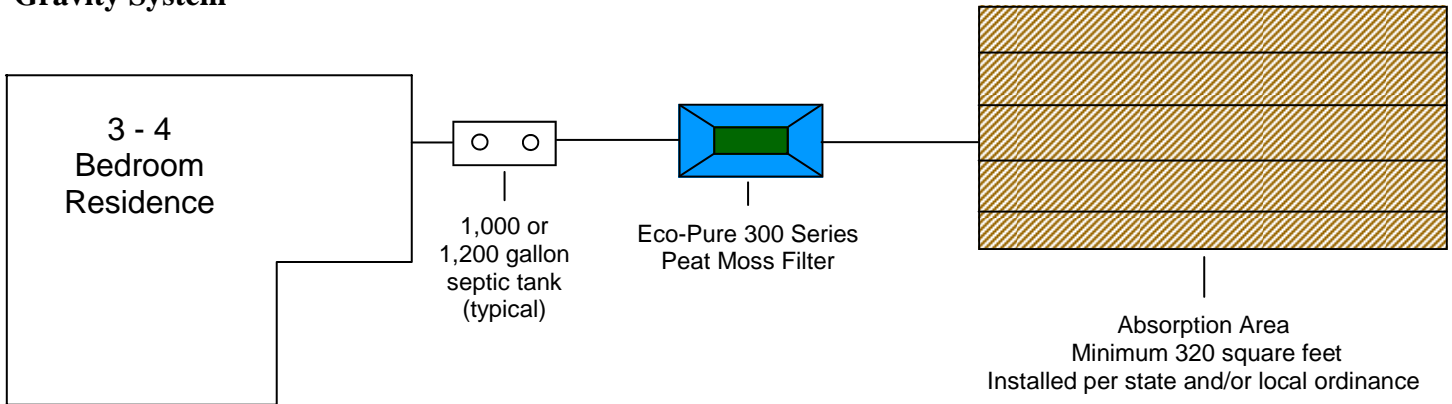 Gravity System
3 - 4
Bedroom
Residence
1,000 or
1,200 gallon
septic tank
(typical)
Eco-Pure 300 Series
Peat Moss Filter
Absorption Area
Minimum 320 square feet
Installed per state and/or local ordinance